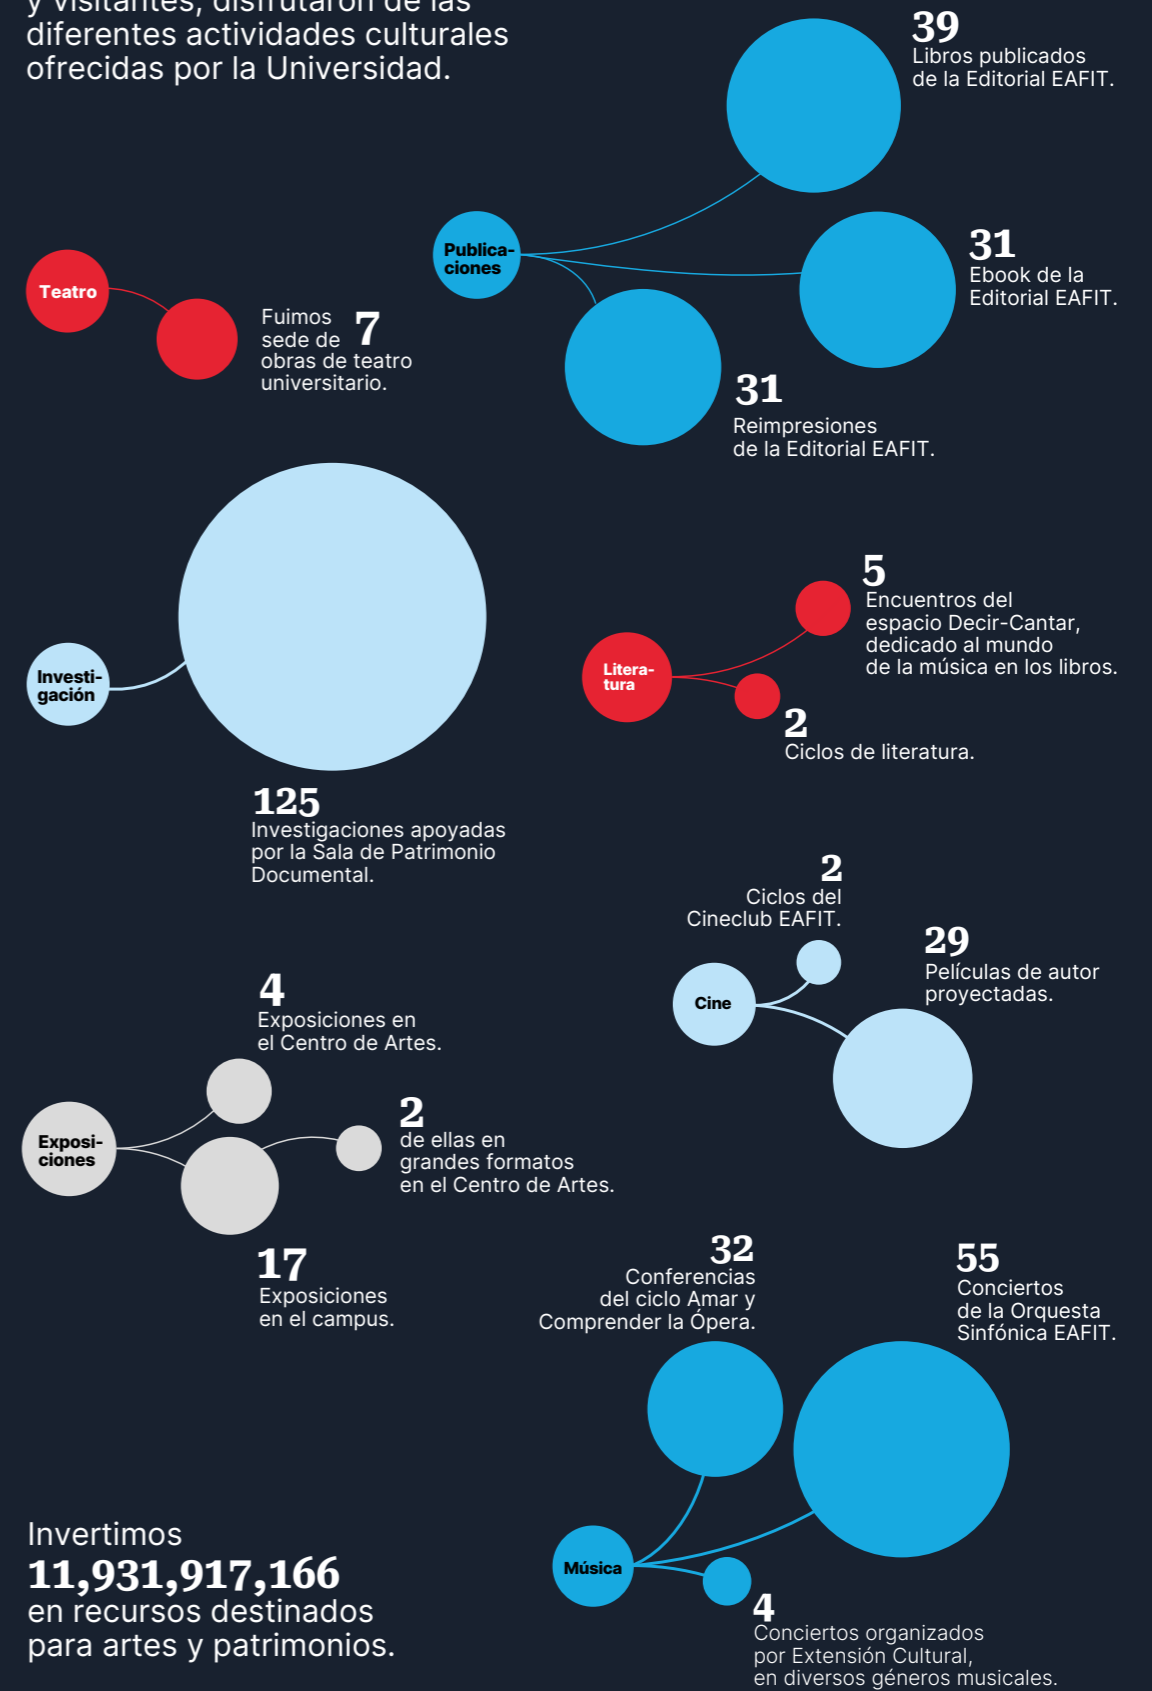 y visitantes, disfrutaron de las
diferentes actividades culturales
ofrecidas por la Universidad.
39
Libros publicados
de la Editorial EAFIT.
Publica-
ciones
31
Ebook de la
Editorial EAFIT.
31
Reimpresiones
de la Editorial EAFIT.
Teatro
Fuimos
sede de 7
obras de teatro
universitario.
Investi-
gación
125
Investigaciones apoyadas
por la Sala de Patrimonio
Documental.
Litera-
tura
5
Encuentros del
espacio Decir-Cantar,
dedicado al mundo
de la música en los libros.
2
Ciclos de literatura.
2
Ciclos del
Cineclub EAFIT.
Cine
29
Películas de autor
proyectadas.
4
Exposiciones en
el Centro de Artes.
Exposi-
ciones
2
de ellas en
grandes formatos
en el Centro de Artes.
17
Exposiciones
en el campus.
32
Conferencias
del ciclo Amar y
Comprender la Ópera.
55
Conciertos
de la Orquesta
Sinfónica EAFIT.
Música
4
Conciertos organizados
por Extensión Cultural,
en diversos géneros musicales.
Invertimos
11,931,917,166
en recursos destinados
para artes y patrimonios.